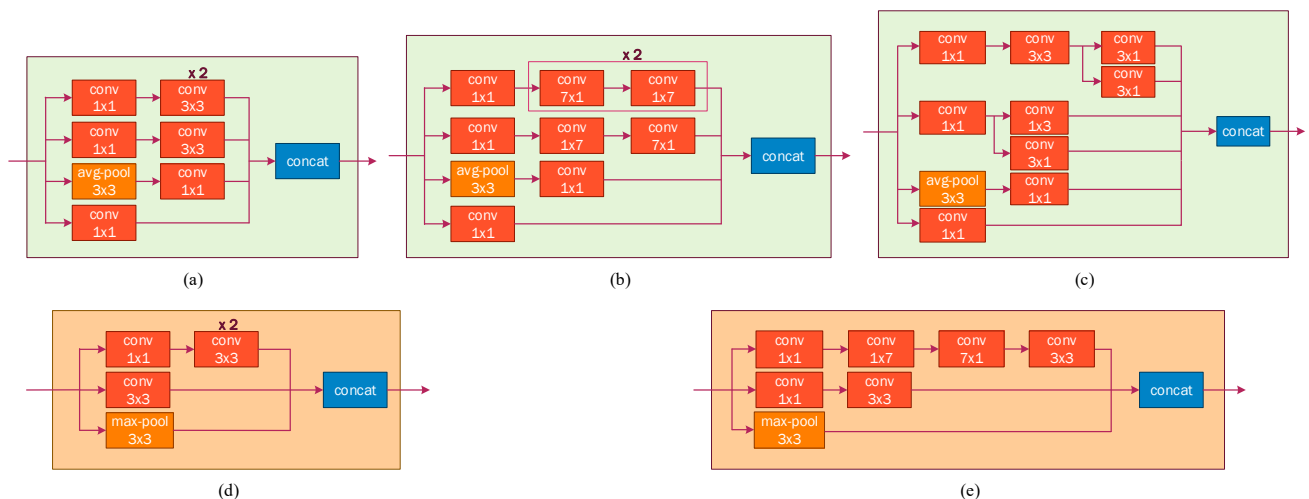 x 2
conv
1x1
conv
3x3
conv
1x1
conv
3x3
avg-pool
3x3
conv
1x1
conv
1x1
concat
(a)
x 2
conv
1x1
conv
7x1
conv
1x7
conv
1x1
conv
1x7
conv
7x1
avg-pool
3x3
conv
1x1
conv
1x1
concat
(b)
conv
1x1
conv
3x3
conv
3x1
conv
3x1
conv
1x1
conv
1x3
conv
3x1
avg-pool
3x3
conv
1x1
conv
1x1
concat
(c)
x 2
conv
1x1
conv
3x3
conv
3x3
max-pool
3x3
concat
(d)
conv
1x1
conv
1x7
conv
7x1
conv
3x3
conv
1x1
conv
3x3
max-pool
3x3
concat
(e)